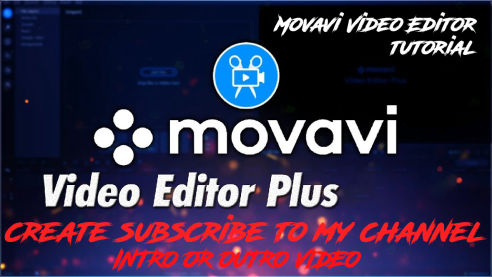 MOVAVI VIDEO EDITOR
TUTORIAL
movavi
Video Editor Plus
CREATE SUBSCRIBE TO MY CHANNEL
INTRO OR OUTRO VIDEO